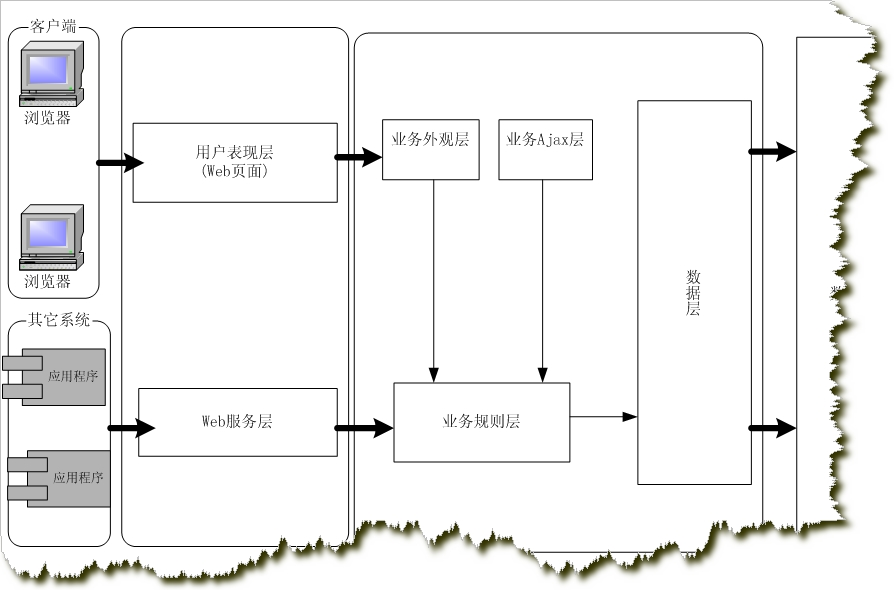 客户端
浏览器
浏览器
其它系统
应用程序
应用程序
用户表现层
(Web页面)
Web服务层
业务外观层
业务Ajax层
业务规则层
数
据
层